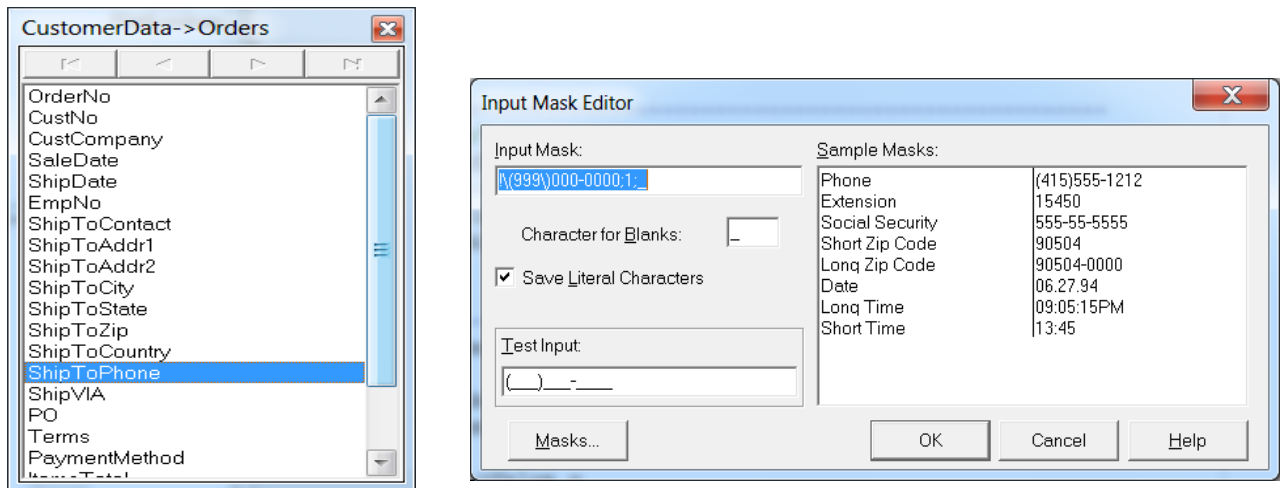 CustomerData->Orders
OrderNo
CustNo
CustCompany
SaleDate
ShipDate
EmpNo
ShipToContact
ShipToAddr1
ShipToAddr2
ShipToCity
ShipToState
ShipToZip
ShipToCountry
ShipToPhone
ShipVIA
PO
Terms
PaymentMethod
Input Mask Editor
Input Mask:
!\(999\)000-0000;1;_
Character for Blanks: _
Save Literal Characters
Test Input:
(___)___-____
Masks...
Sample Masks:
Phone (415)555-1212
Extension 15450
Social Security 555-55-5555
Short Zip Code 90504
Long Zip Code 90504-0000
Date 06.27.94
Long Time 09:05:15PM
Short Time 13:45
OK Cancel Help